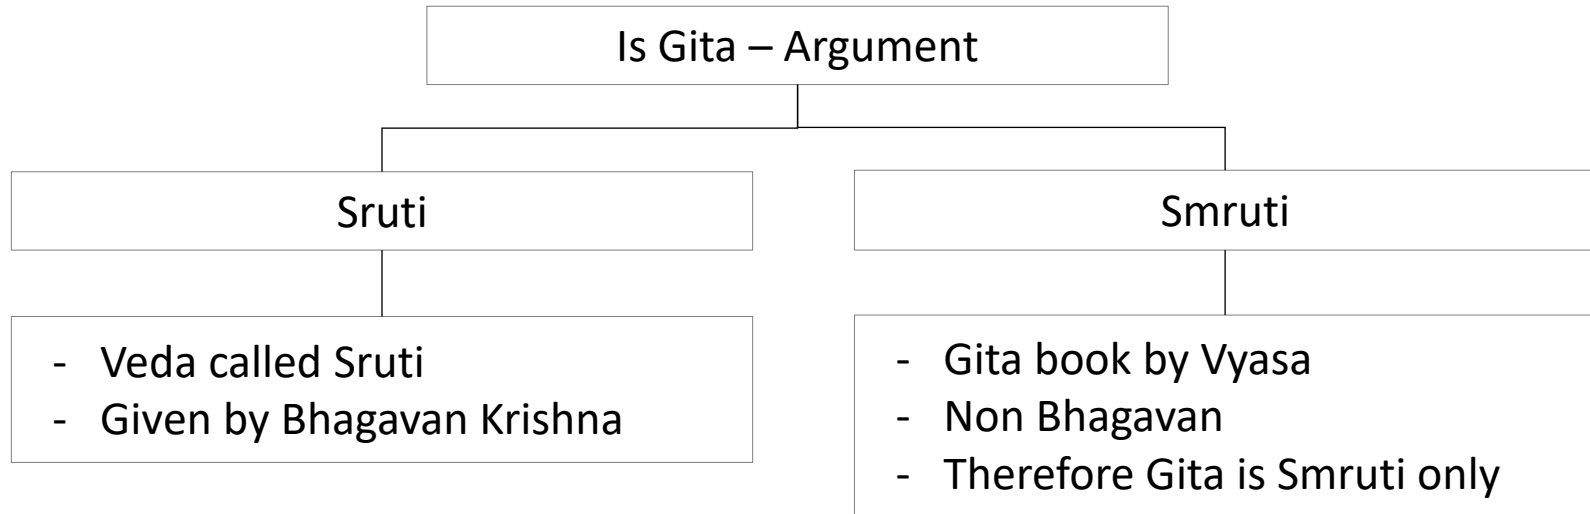 Is Gita – Argument
Sruti
Smruti
- Veda called Sruti
- Given by Bhagavan Krishna
- Gita book by Vyasa
- Non Bhagavan
- Therefore Gita is Smruti only